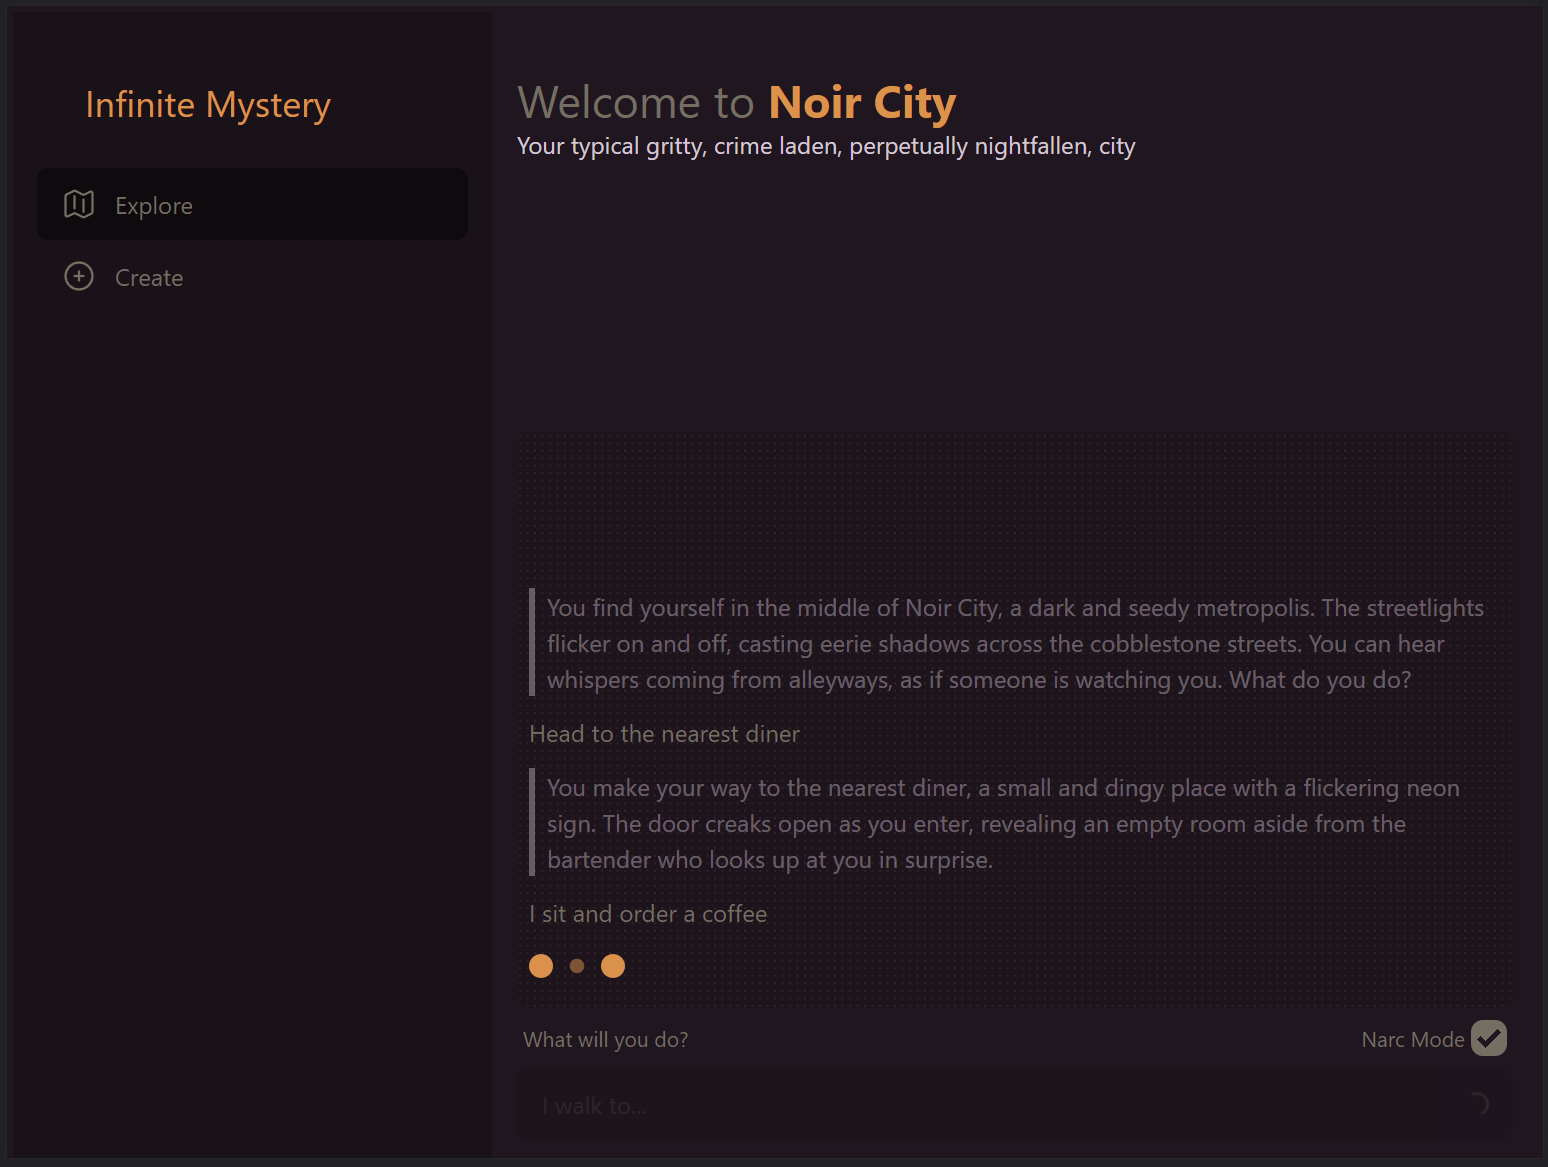 Infinite Mystery
Explore
Create
Welcome to Noir City
Your typical gritty, crime laden, perpetually nightfallen, city
You find yourself in the middle of Noir City, a dark and seedy metropolis. The streetlights
flicker on and off, casting eerie shadows across the cobblestone streets. You can hear
whispers coming from alleyways, as if someone is watching you. What do you do?
Head to the nearest diner
You make your way to the nearest diner, a small and dingy place with a flickering neon
sign. The door creaks open as you enter, revealing an empty room aside from the
bartender who looks up at you in surprise.
I sit and order a coffee
What will you do?
Narc Mode
I walk to...